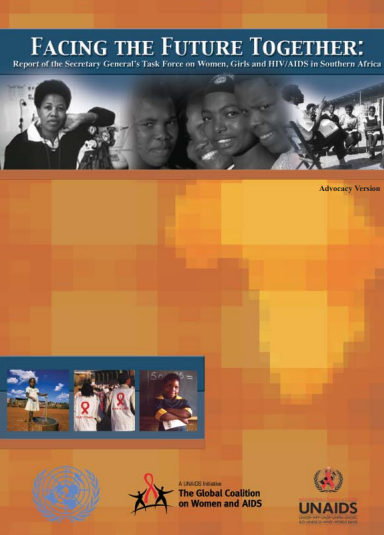 FACING THE FUTURE TOGETHER:
Report of the Secretary General's Task Force on Women, Girls and HIV/AIDS in Southern Africa
Advocacy Version
A UNAIDS Initiative
The Global Coalition
on Women and AIDS
UNAIDS